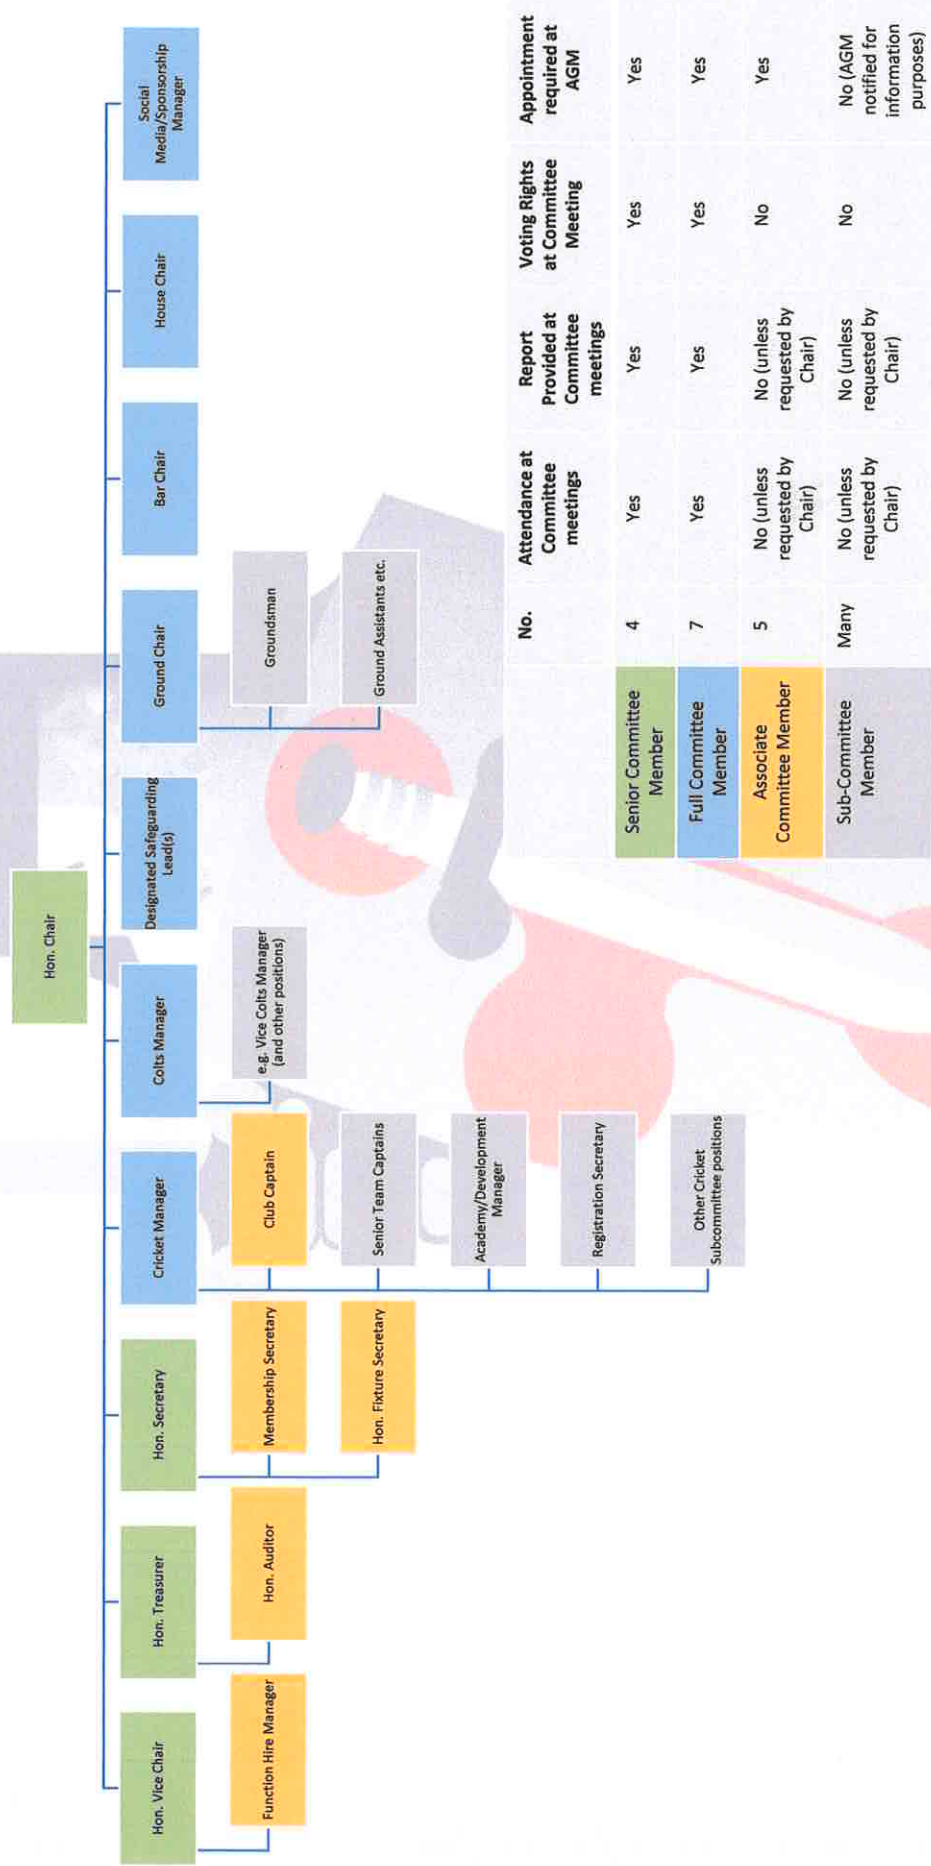 Hon. Chair
Hon. Vice Chair
Hon. Treasurer
Hon. Secretary
Cricket Manager
Colts Manager
Designated Safeguarding
Lead(s)
Ground Chair
Bar Chair
House Chair
Social
Media/Sponsorship
Manager
Function Hire Manager
Hon. Auditor
Membership Secretary
Hon. Fixture Secretary
Club Captain
Senior Team Captains
Academy/Development
Manager
Registration Secretary
Other Cricket
Subcommittee positions
e.g. Vice Colts Manager
(and other positions)
Groundsman
Ground Assistants etc.
No.
Attendance at
Committee
meetings
Report
Provided at
Committee
meetings
Voting Rights
at Committee
Meeting
Appointment
required at
AGM
Senior Committee
Member
4
Yes
Yes
Yes
Yes
Full Committee
Member
7
Yes
Yes
Yes
Yes
Associate
Committee Member
5
No (unless
requested by
Chair)
No (unless
requested by
Chair)
No
Yes
Sub-Committee
Member
Many
No (unless
requested by
Chair)
No (unless
requested by
Chair)
No
No (AGM
notified for
information
purposes)